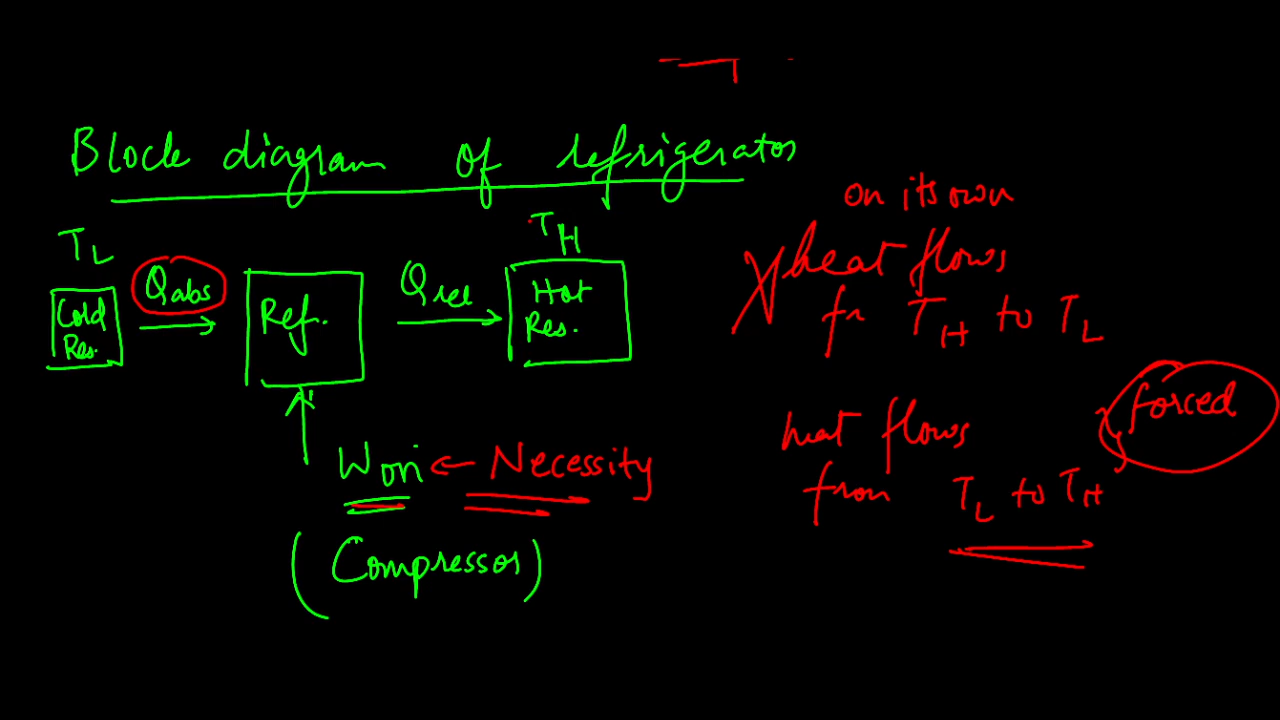 Block diagram of refrigerator
TL
Cold
Res.
Qabs
Ref.
Qrel
TH
Hot
Res.
Won ← Necessity
(Compressor)
on its own
heat flows
fr TH to TL
heat flows
from TL to TH
forced